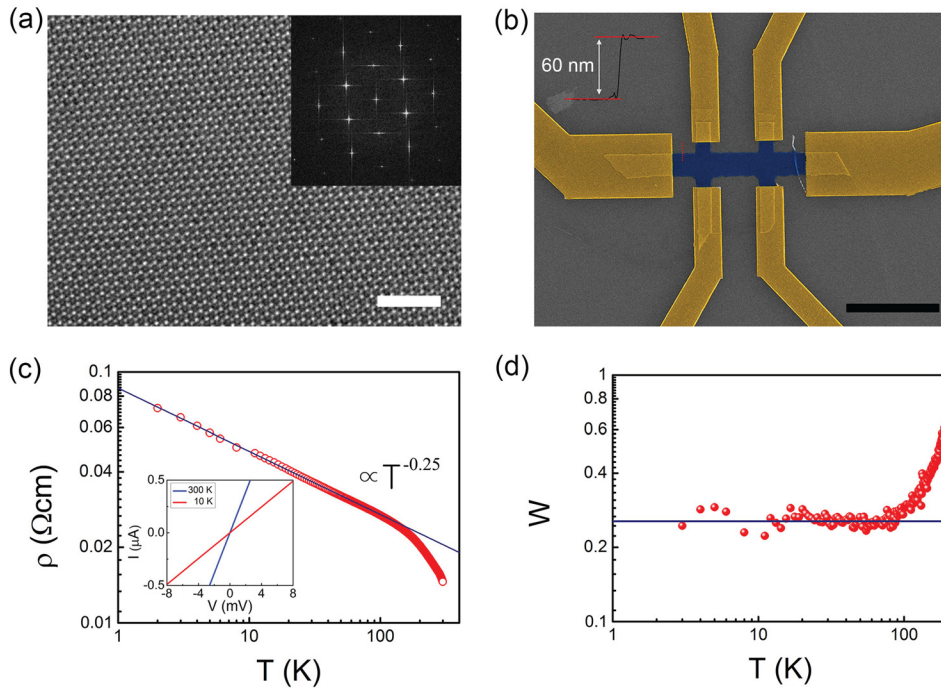 (a)
(b)
60 nm
(c)
ρ (Ωcm)
0.1
0.08
0.06
0.04
0.02
0.01
∝ T^-0.25
300 K
10 K
I (µA)
0.5
0.0
-0.5
-8
-4
0
4
8
V (mV)
1
10
100
T (K)
(d)
W
1
0.8
0.6
0.4
0.2
0.1
1
10
100
T (K)